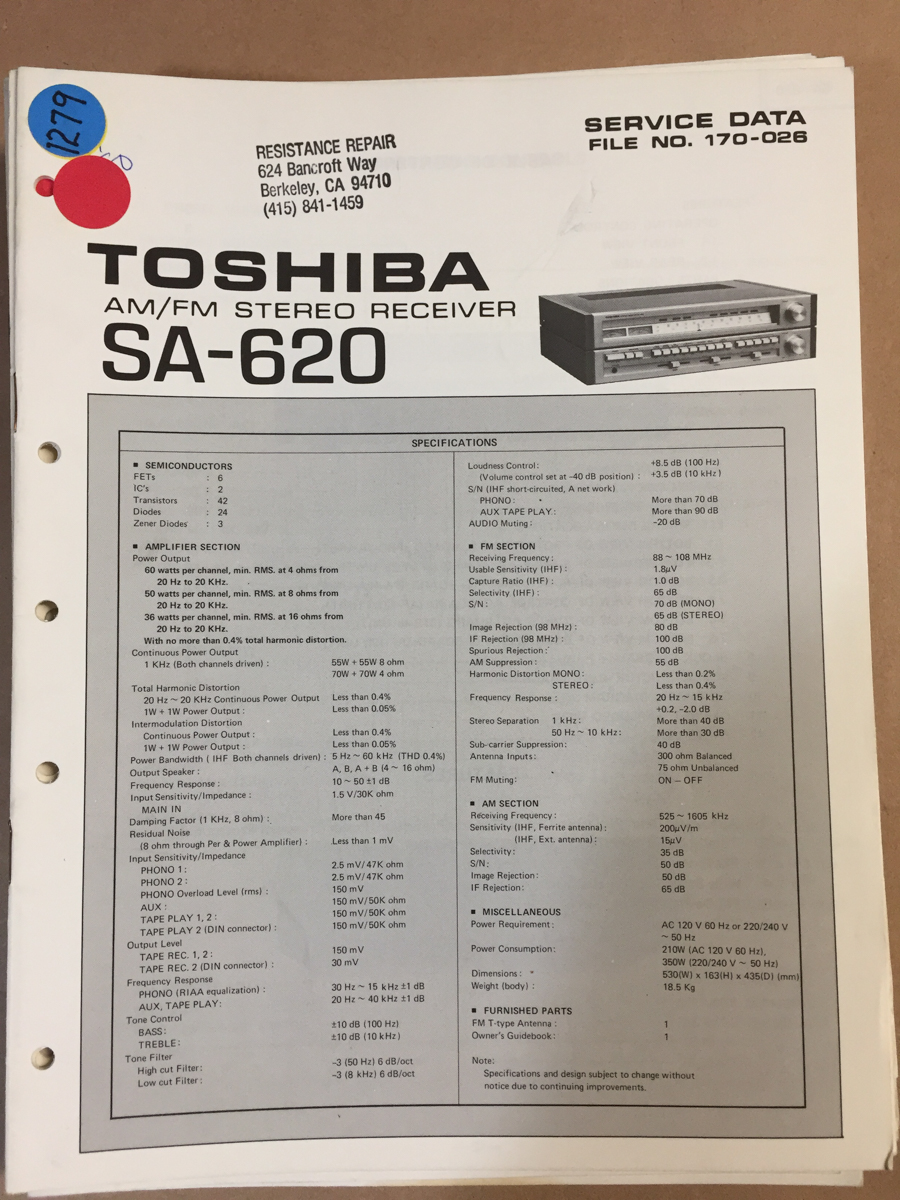 1279
SERVICE DATA
FILE NO. 170-026
RESISTANCE REPAIR
624 Bancroft Way
Berkeley, CA 94710
(415) 841-1459
TOSHIBA
AM/FM STEREO RECEIVER
SA-620
SPECIFICATIONS
■ SEMICONDUCTORS
FETs : 6
IC's : 2
Transistors : 42
Diodes : 24
Zener Diodes : 3
■ AMPLIFIER SECTION
Power Output
60 watts per channel, min. RMS. at 4 ohms from
20 Hz to 20 KHz.
50 watts per channel, min. RMS. at 8 ohms from
20 Hz to 20 KHz.
36 watts per channel, min. RMS. at 16 ohms from
20 Hz to 20 KHz.
With no more than 0.4% total harmonic distortion.
Continuous Power Output
1 KHz (Both channels driven) : 55W + 55W 8 ohm
70W + 70W 4 ohm
Total Harmonic Distortion
20 Hz ~ 20 KHz Continuous Power Output Less than 0.4%
1W + 1W Power Output : Less than 0.05%
Intermodulation Distortion
Continuous Power Output : Less than 0.4%
1W + 1W Power Output : Less than 0.05%
Power Bandwidth ( IHF Both channels driven) : 5 Hz ~ 60 kHz (THD 0.4%)
Output Speaker : A, B, A + B (4 ~ 16 ohm)
Frequency Response : 10 ~ 50 ±1 dB
Input Sensitivity/Impedance : 1.5 V/30K ohm
MAIN IN
Damping Factor (1 KHz, 8 ohm) : More than 45
Residual Noise
(8 ohm through Per & Power Amplifier) : Less than 1 mV
Input Sensitivity/Impedance
PHONO 1 : 2.5 mV/47K ohm
PHONO 2 : 2.5 mV/47K ohm
PHONO Overload Level (rms) : 150 mV
AUX : 150 mV/50K ohm
TAPE PLAY 1, 2 : 150 mV/50K ohm
TAPE PLAY 2 (DIN connector) : 150 mV/50K ohm
Output Level
TAPE REC. 1, 2 : 150 mV
TAPE REC. 2 (DIN connector) : 30 mV
Frequency Response
PHONO (RIAA equalization) : 30 Hz ~ 15 kHz ±1 dB
AUX, TAPE PLAY: 20 Hz ~ 40 kHz ±1 dB
Tone Control
BASS: ±10 dB (100 Hz)
TREBLE: ±10 dB (10 kHz)
Tone Filter
High cut Filter: –3 (50 Hz) 6 dB/oct
Low cut Filter: –3 (8 kHz) 6 dB/oct
Loudness Control: +8.5 dB (100 Hz)
(Volume control set at -40 dB position) : +3.5 dB (10 kHz)
S/N (IHF short-circuited, A net work)
PHONO : More than 70 dB
AUX TAPE PLAY : More than 90 dB
AUDIO Muting : –20 dB
■ FM SECTION
Receiving Frequency : 88 ~ 108 MHz
Usable Sensitivity (IHF) : 1.8µV
Capture Ratio (IHF) : 1.0 dB
Selectivity (IHF) : 65 dB
S/N : 70 dB (MONO)
65 dB (STEREO)
Image Rejection (98 MHz) : 80 dB
IF Rejection (98 MHz) : 100 dB
Spurious Rejection : 100 dB
AM Suppression : 55 dB
Harmonic Distortion MONO : Less than 0.2%
STEREO : Less than 0.4%
Frequency Response : 20 Hz ~ 15 kHz
+0.2, -2.0 dB
Stereo Separation 1 kHz : More than 40 dB
50 Hz ~ 10 kHz : More than 30 dB
Sub-carrier Suppression : 40 dB
Antenna Inputs : 300 ohm Balanced
75 ohm Unbalanced
FM Muting : ON – OFF
■ AM SECTION
Receiving Frequency : 525 ~ 1605 kHz
Sensitivity (IHF, Ferrite antenna) : 200µV/m
(IHF, Ext. antenna) : 15µV
Selectivity : 35 dB
S/N: 50 dB
Image Rejection: 50 dB
IF Rejection: 65 dB
■ MISCELLANEOUS
Power Requirement : AC 120 V 60 Hz or 220/240 V
~ 50 Hz
Power Consumption: 210W (AC 120 V 60 Hz),
350W (220/240 V ~ 50 Hz)
Dimensions : 530(W) x 163(H) x 435(D) (mm)
Weight (body) : 18.5 Kg
■ FURNISHED PARTS
FM T-type Antenna : 1
Owner's Guidebook : 1
Note:
Specifications and design subject to change without
notice due to continuing improvements.